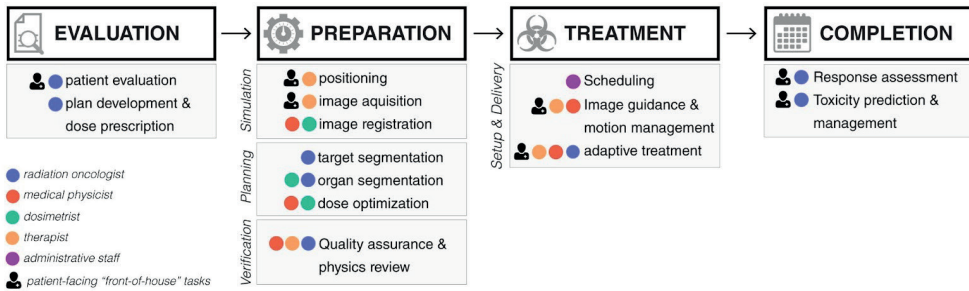 EVALUATION
patient evaluation
plan development &
dose prescription
radiation oncologist
medical physicist
dosimetrist
therapist
administrative staff
patient-facing “front-of-house” tasks
PREPARATION
Simulation
positioning
image aquisition
image registration
Planning
target segmentation
organ segmentation
dose optimization
Verification
Quality assurance &
physics review
TREATMENT
Setup & Delivery
Scheduling
Image guidance &
motion management
adaptive treatment
COMPLETION
Response assessment
Toxicity prediction &
management